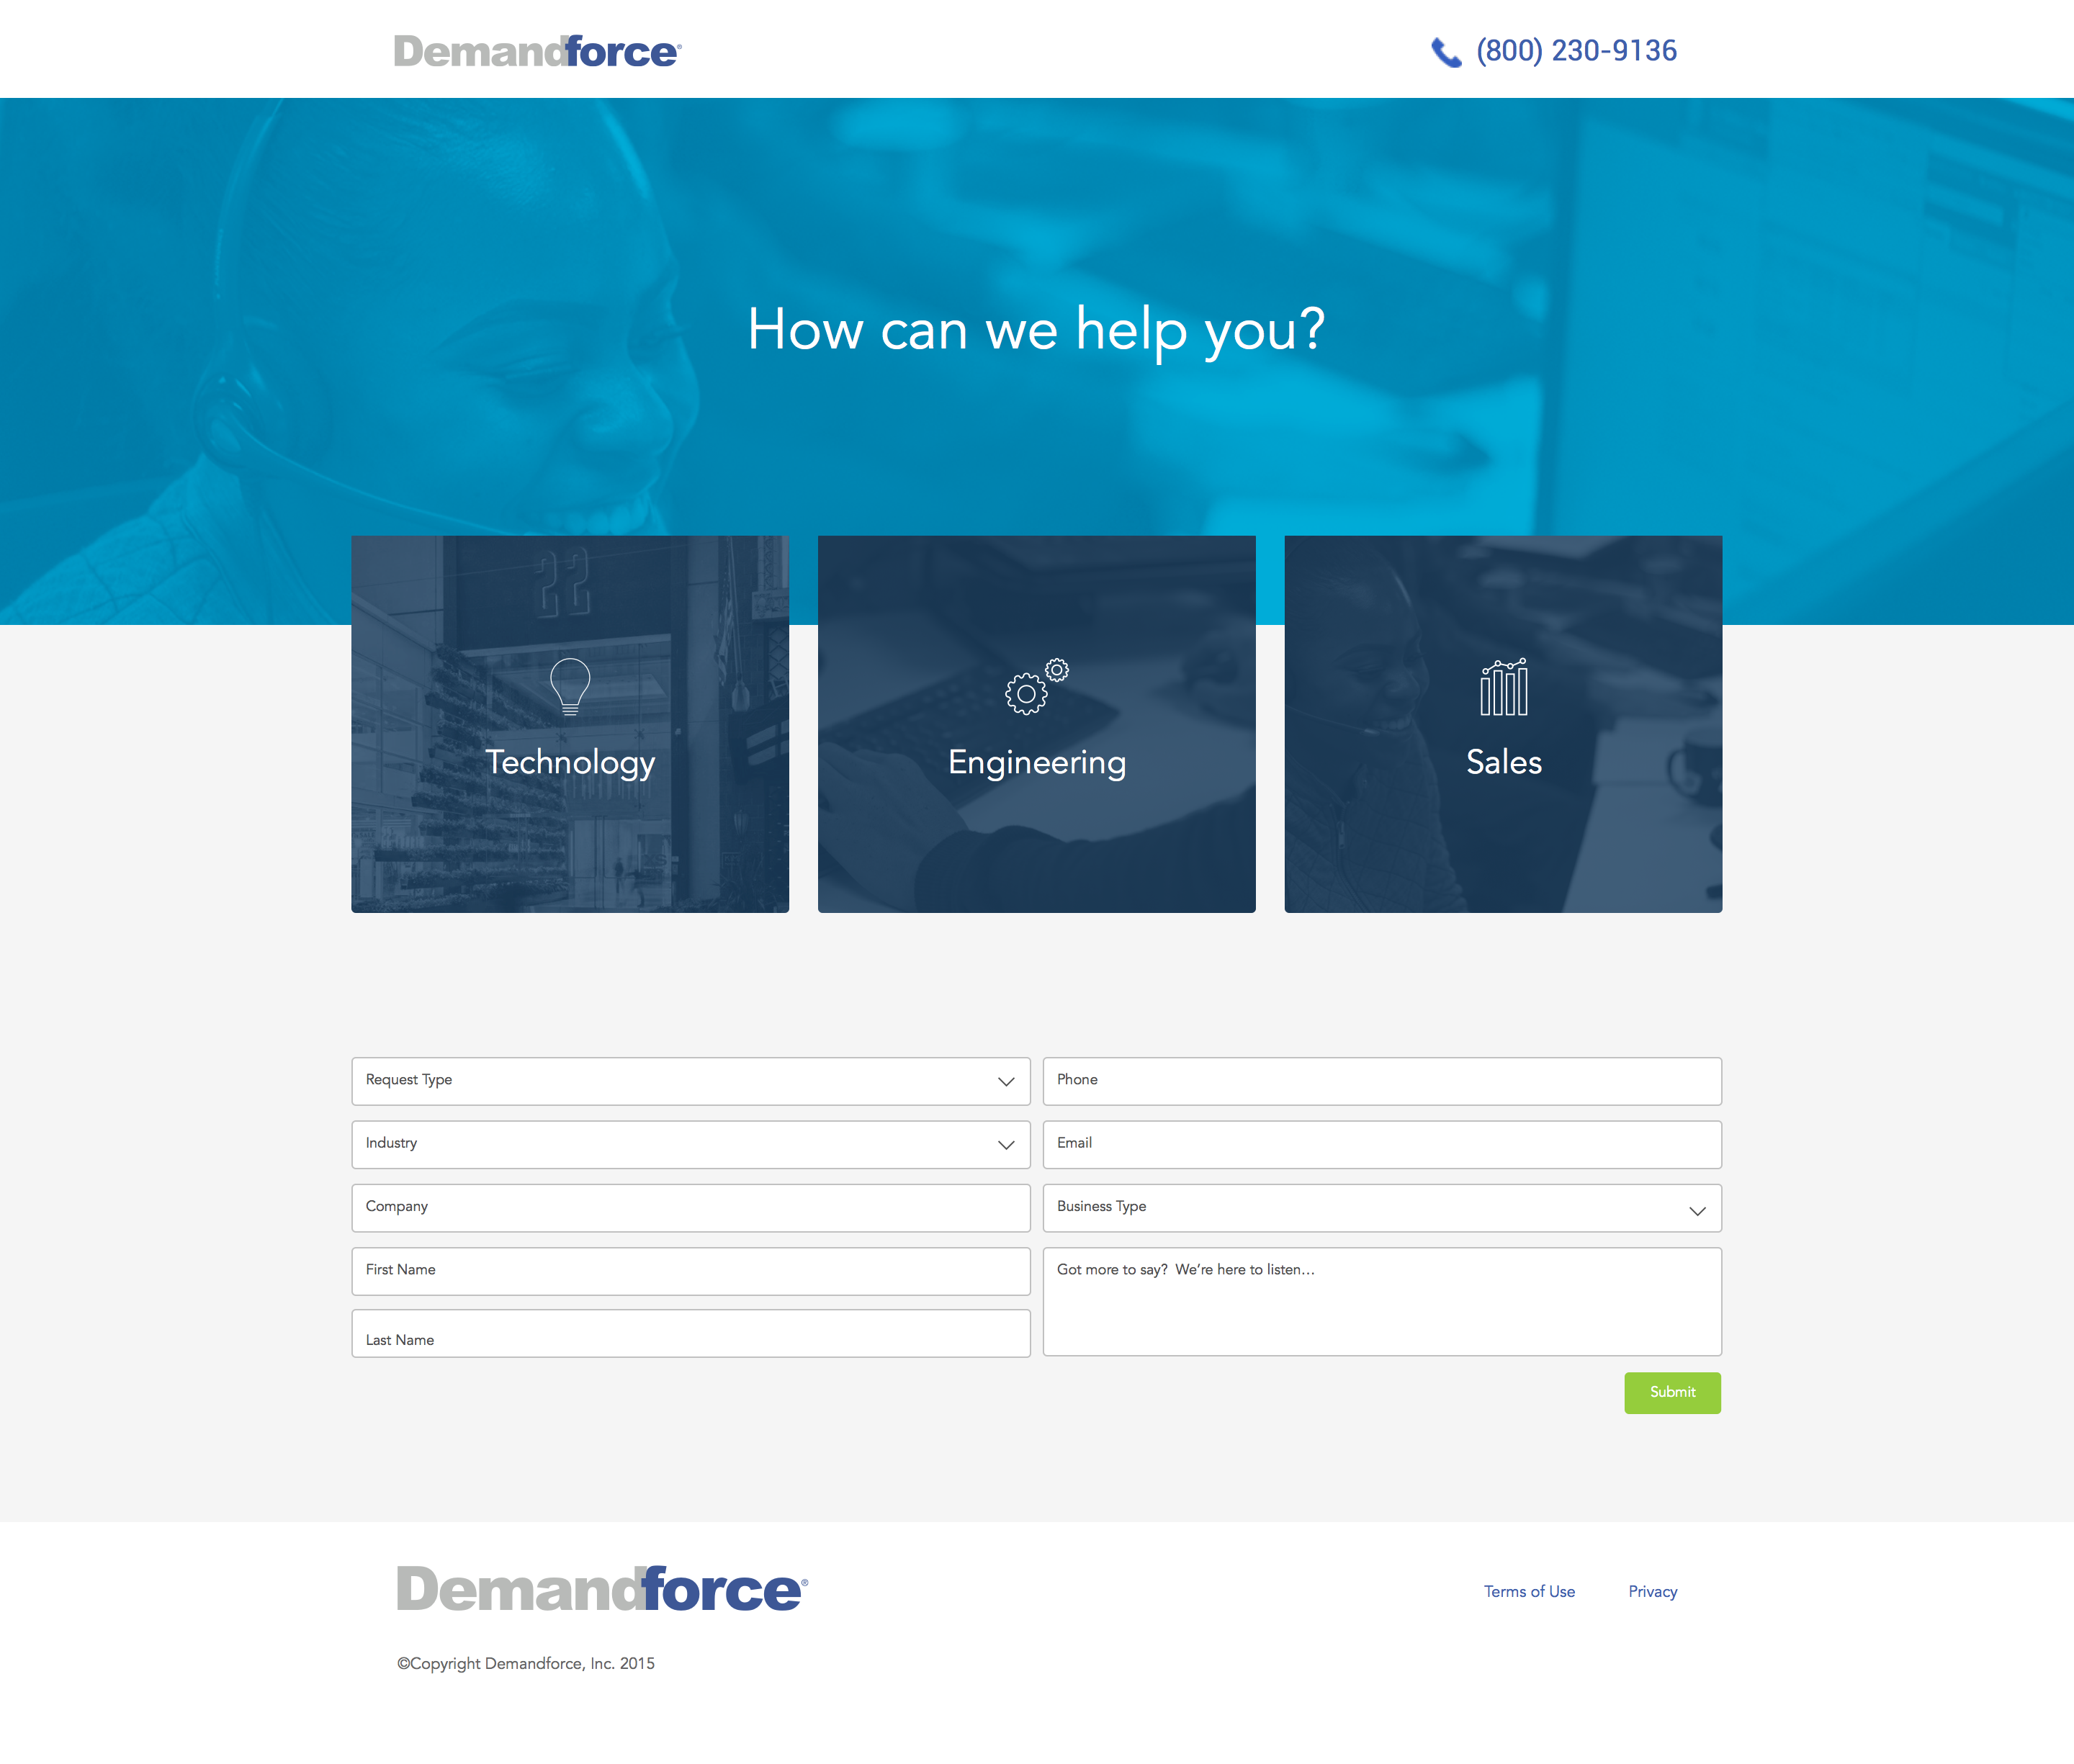 Demandforce®
(800) 230-9136
How can we help you?
22
Technology
Engineering
Sales
Request Type
Phone
Industry
Email
Company
Business Type
First Name
Got more to say?  We’re here to listen…
Last Name
Submit
Demandforce®
Terms of Use
Privacy
©Copyright Demandforce, Inc. 2015